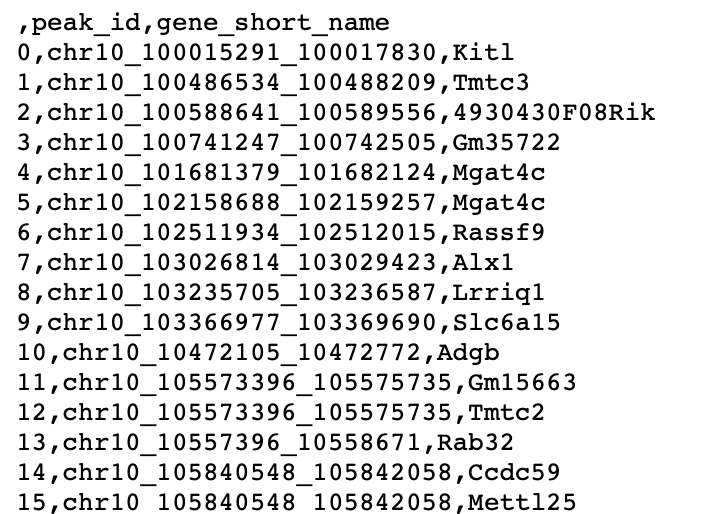 ,peak_id,gene_short_name
0,chr10_100015291_100017830,Kitl
1,chr10_100486534_100488209,Tmtc3
2,chr10_100588641_100589556,4930430F08Rik
3,chr10_100741247_100742505,Gm35722
4,chr10_101681379_101682124,Mgat4c
5,chr10_102158688_102159257,Mgat4c
6,chr10_102511934_102512015,Rassf9
7,chr10_103026814_103029423,Alx1
8,chr10_103235705_103236587,Lrriq1
9,chr10_103366977_103369690,Slc6a15
10,chr10_10472105_10472772,Adgb
11,chr10_105573396_105575735,Gm15663
12,chr10_105573396_105575735,Tmtc2
13,chr10_10557396_10558671,Rab32
14,chr10_105840548_105842058,Ccdc59
15,chr10_105840548_105842058,Mettl25